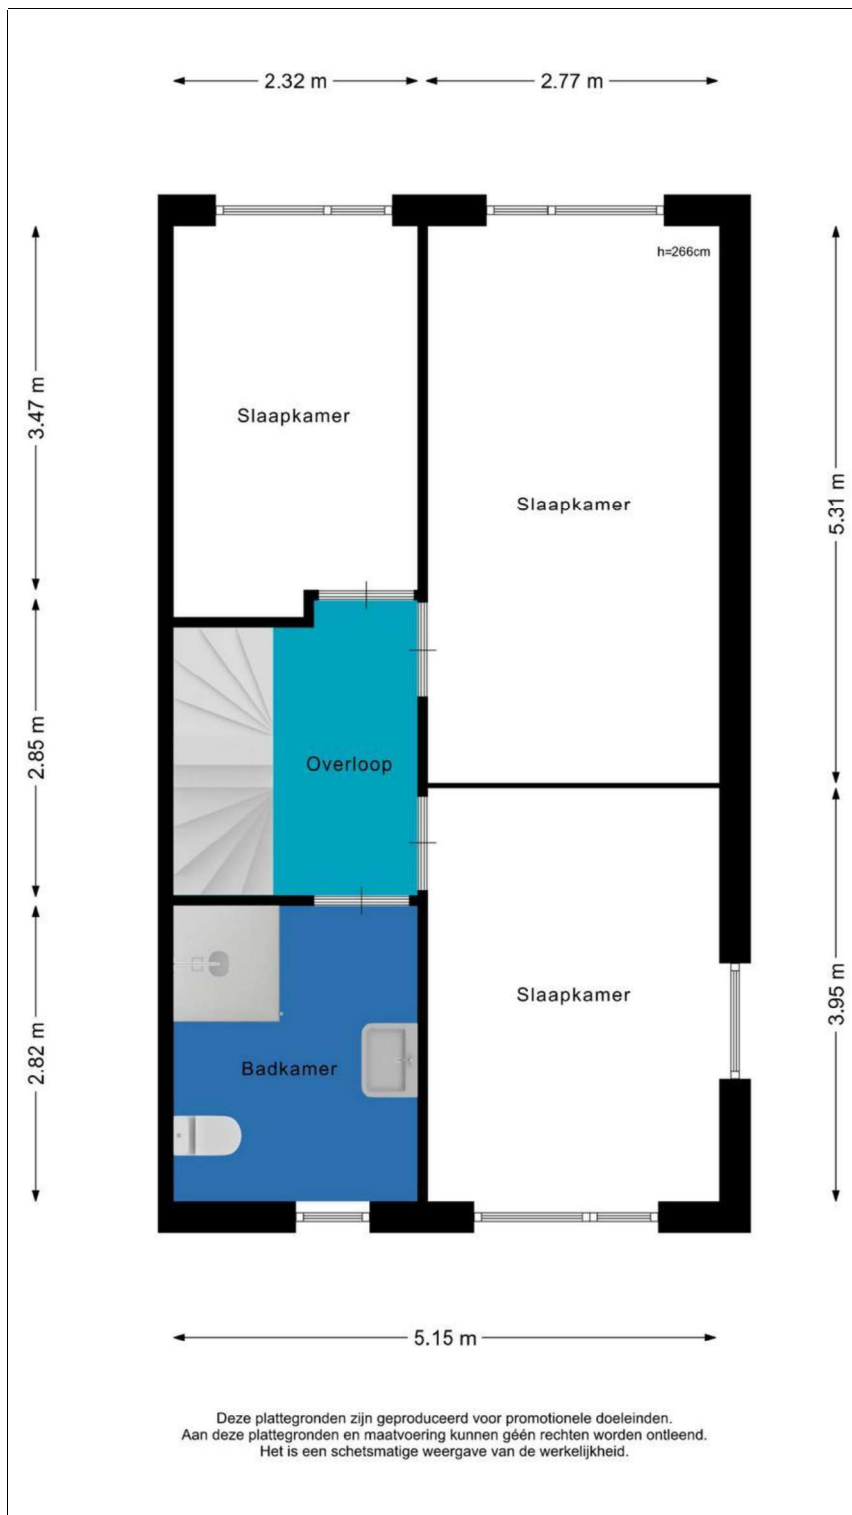 2.32 m
2.77 m
h=266cm
3.47 m
Slaapkamer
5.31 m
Slaapkamer
2.85 m
Overloop
3.95 m
Slaapkamer
2.82 m
Badkamer
5.15 m
Deze plattegronden zijn geproduceerd voor promotionele doeleinden.
Aan deze plattegronden en maatvoering kunnen géén rechten worden ontleend.
Het is een schetsmatige weergave van de werkelijkheid.